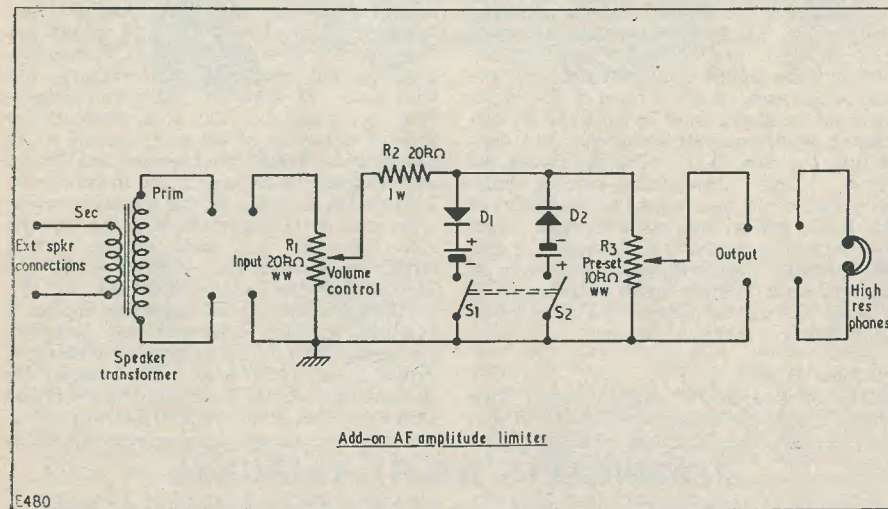 R2 20kΩ
1w
Prim
Sec
Ext spkr
connections
R1
Input 20kΩ
ww
Volume
control
D1
+
-
D2
-
+
S1
S2
R3
Pre-set
10kΩ
ww
Output
High
res
phones
Speaker
transformer
Add-on AF amplitude limiter
E480